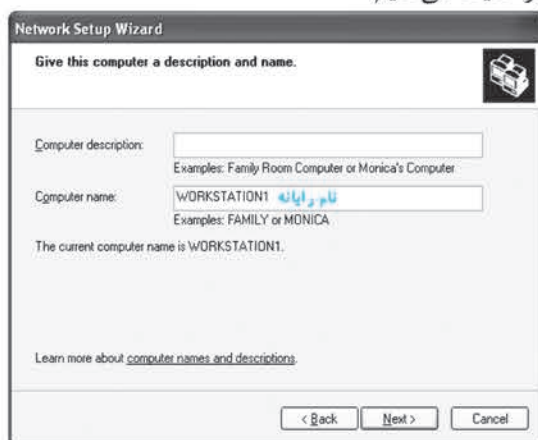 Network Setup Wizard
Give this computer a description and name.
Computer description:
Examples: Family Room Computer or Monica's Computer
Computer name: WORKSTATION1 نام رایانه
Examples: FAMILY or MONICA
The current computer name is WORKSTATION1.
Learn more about computer names and descriptions.
< Back Next > Cancel